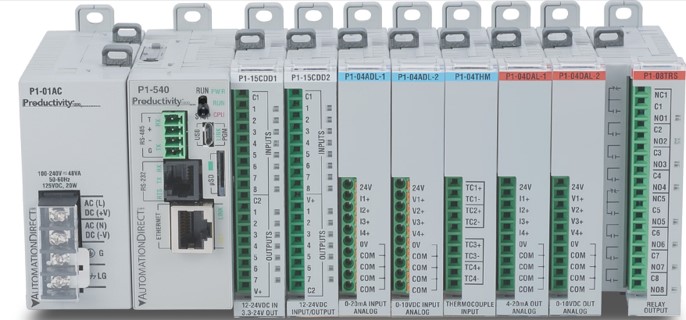 P1-01AC
Productivity
100-240V~48VA
50-60Hz
125VDC, 20W
AC (L)
DC (+V)
AC (N)
DC (-V)
G
LG
AUTOMATIONDIRECT
P1-540
Productivity
RUN
PWR
RUN
CPU
RS-485
1
+
-
G
USB
PGM
RS-232
µSD
ETHERNET
AUTOMATIONDIRECT
P1-15CDD1
C1
1
2
3
4
5
6
7
8
INPUTS
C2
1
2
3
4
5
6
7
V+
OUTPUTS
12-24VDC IN
3.3-24V OUT
P1-15CDD2
C1
1
2
3
4
5
6
7
8
INPUTS
V+
1
2
3
4
5
6
7
C2
OUTPUTS
12-24VDC
INPUT/OUTPUT
P1-04ADL-1
24V
I1+
I2+
I3+
I4+
0V
COM
COM
COM
COM
0-20mA INPUT
ANALOG
P1-04ADL-2
24V
V1+
V2+
V3+
V4+
0V
COM
COM
COM
COM
0-10VDC INPUT
ANALOG
P1-04THM
TC1+
TC1-
TC2+
TC2-
TC3+
TC3-
TC4+
TC4-
THERMOCOUPLE
INPUT
P1-04DAL-1
24V
I1+
I2+
I3+
I4+
0V
COM
COM
COM
COM
4-20mA OUT
ANALOG
P1-04DAL-2
24V
V1+
V2+
V3+
V4+
0V
COM
COM
COM
COM
0-10VDC OUT
ANALOG
P1-08TRS
NC1
C1
NO1
C2
NO2
C3
NO3
C4
NO4
NC5
C5
NO5
C6
NO6
C7
NO7
C8
NO8
RELAY
OUTPUT